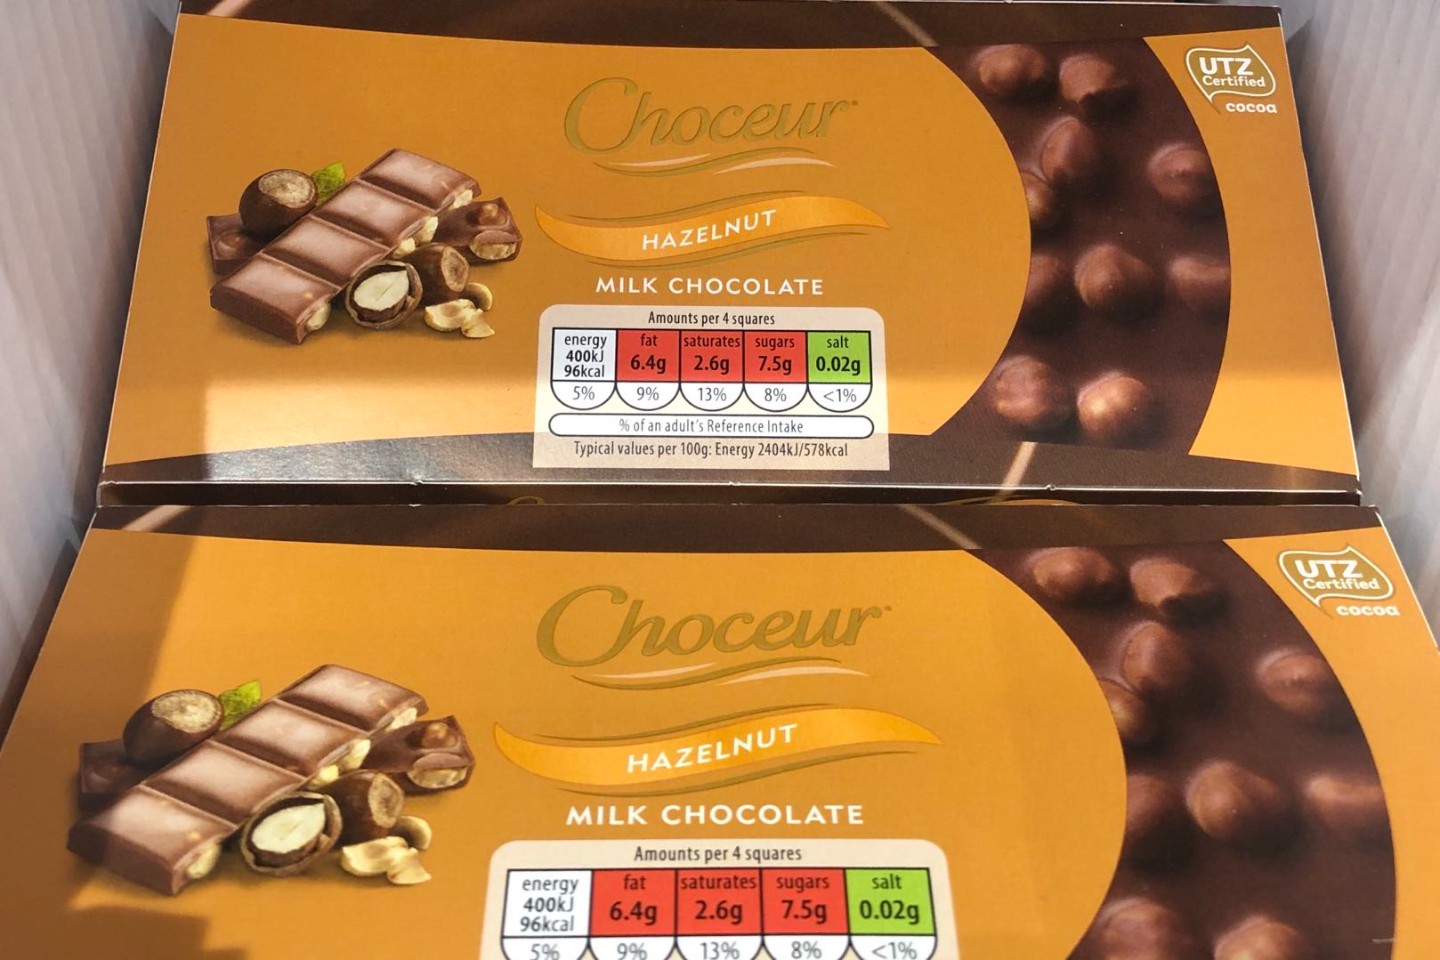 UTZ
Certified
cocoa
Choceur
HAZELNUT
MILK CHOCOLATE
Amounts per 4 squares
energy fat saturates sugars salt
400kJ
96kcal 6.4g 2.6g 7.5g 0.02g
5% 9% 13% 8% <1%
% of an adult's Reference Intake
Typical values per 100g: Energy 2404kJ/578kcal
UTZ
Certified
cocoa
Choceur
HAZELNUT
MILK CHOCOLATE
Amounts per 4 squares
energy fat saturates sugars salt
400kJ
96kcal 6.4g 2.6g 7.5g 0.02g
5% 9% 13% 8% <1%